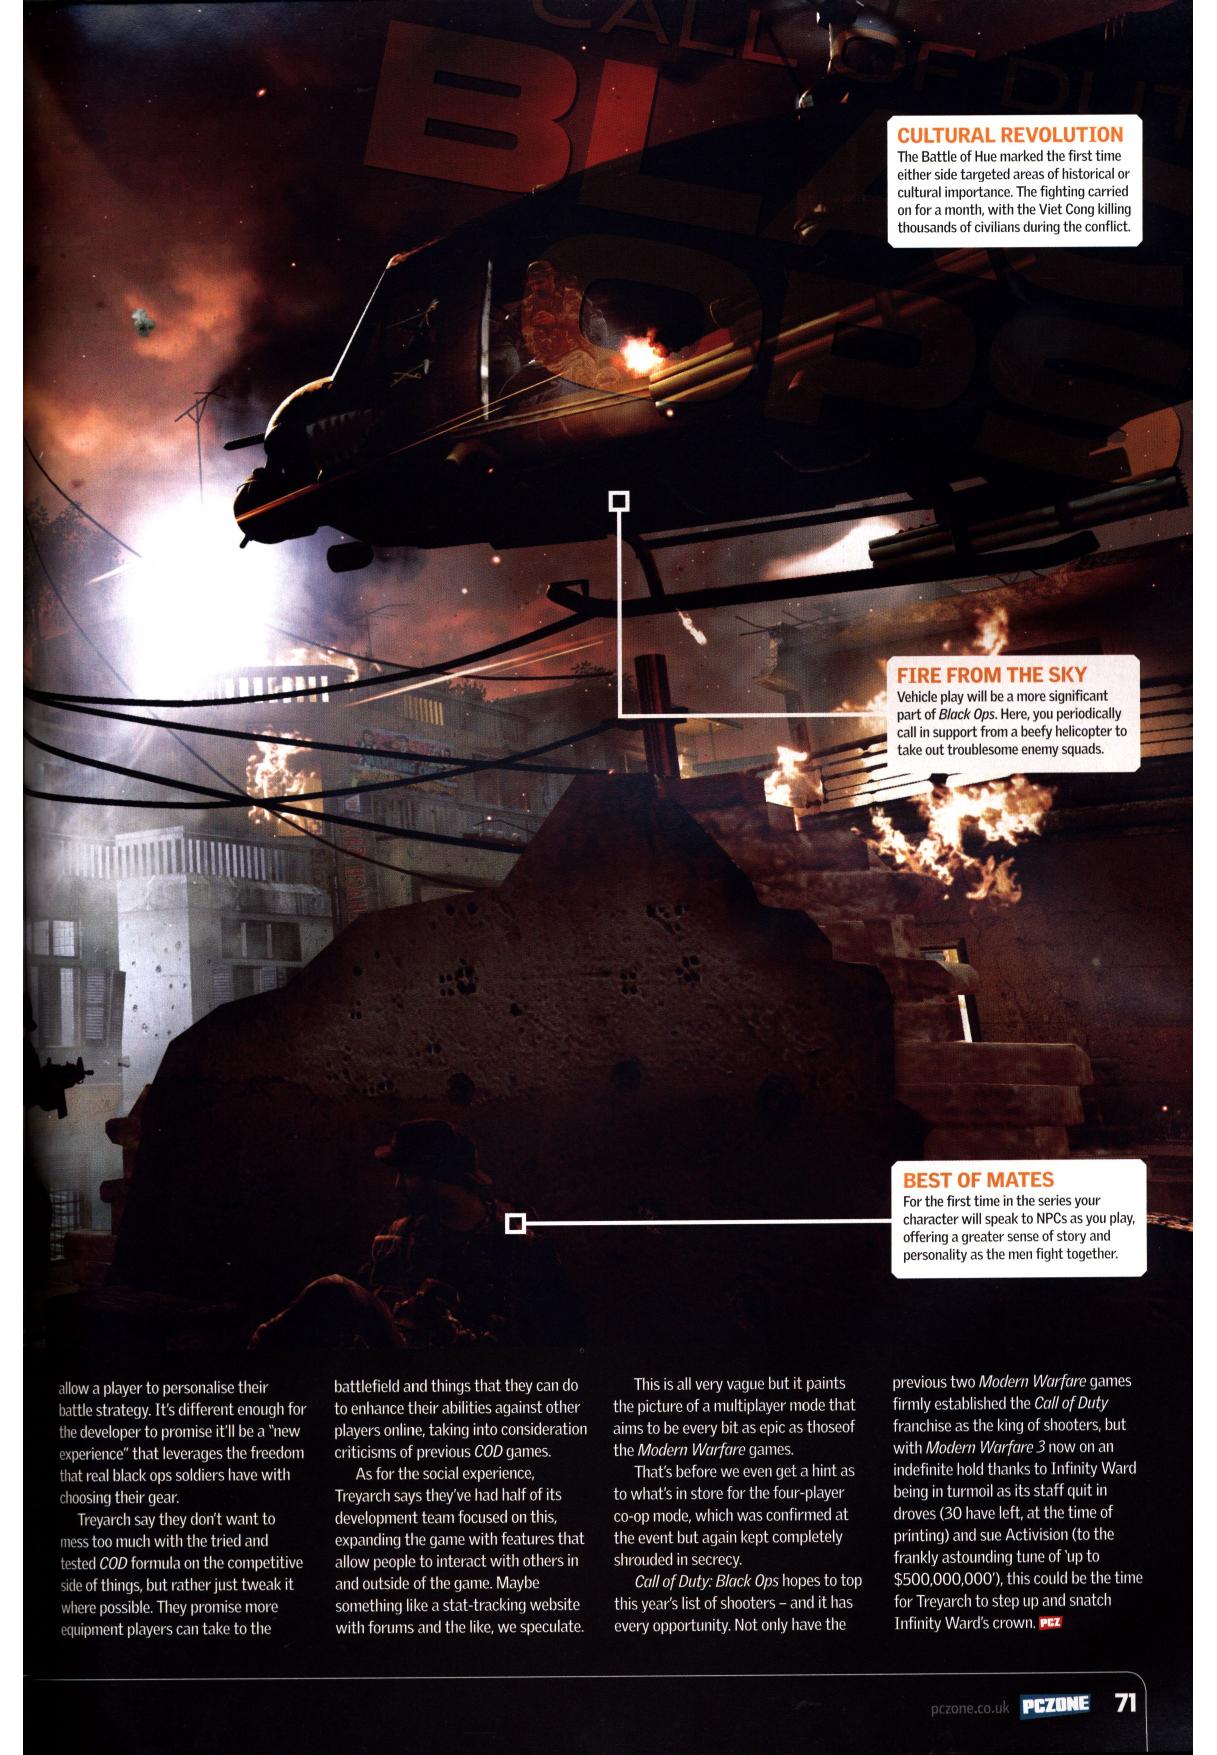 CALL OF DUTY
BLACK
OPS
CULTURAL REVOLUTION
The Battle of Hue marked the first time
either side targeted areas of historical or
cultural importance. The fighting carried
on for a month, with the Viet Cong killing
thousands of civilians during the conflict.
FIRE FROM THE SKY
Vehicle play will be a more significant
part of Black Ops. Here, you periodically
call in support from a beefy helicopter to
take out troublesome enemy squads.
BEST OF MATES
For the first time in the series your
character will speak to NPCs as you play,
offering a greater sense of story and
personality as the men fight together.
allow a player to personalise their
battle strategy. It's different enough for
the developer to promise it'll be a "new
experience" that leverages the freedom
that real black ops soldiers have with
choosing their gear.
Treyarch say they don't want to
mess too much with the tried and
tested COD formula on the competitive
side of things, but rather just tweak it
where possible. They promise more
equipment players can take to the
battlefield and things that they can do
to enhance their abilities against other
players online, taking into consideration
criticisms of previous COD games.
As for the social experience,
Treyarch says they've had half of its
development team focused on this,
expanding the game with features that
allow people to interact with others in
and outside of the game. Maybe
something like a stat-tracking website
with forums and the like, we speculate.
This is all very vague but it paints
the picture of a multiplayer mode that
aims to be every bit as epic as thoseof
the Modern Warfare games.
That's before we even get a hint as
to what's in store for the four-player
co-op mode, which was confirmed at
the event but again kept completely
shrouded in secrecy.
Call of Duty: Black Ops hopes to top
this year's list of shooters – and it has
every opportunity. Not only have the
previous two Modern Warfare games
firmly established the Call of Duty
franchise as the king of shooters, but
with Modern Warfare 3 now on an
indefinite hold thanks to Infinity Ward
being in turmoil as its staff quit in
droves (30 have left, at the time of
printing) and sue Activision (to the
frankly astounding tune of 'up to
$500,000,000'), this could be the time
for Treyarch to step up and snatch
Infinity Ward's crown. PCZ
pczone.co.uk PCZONE 71